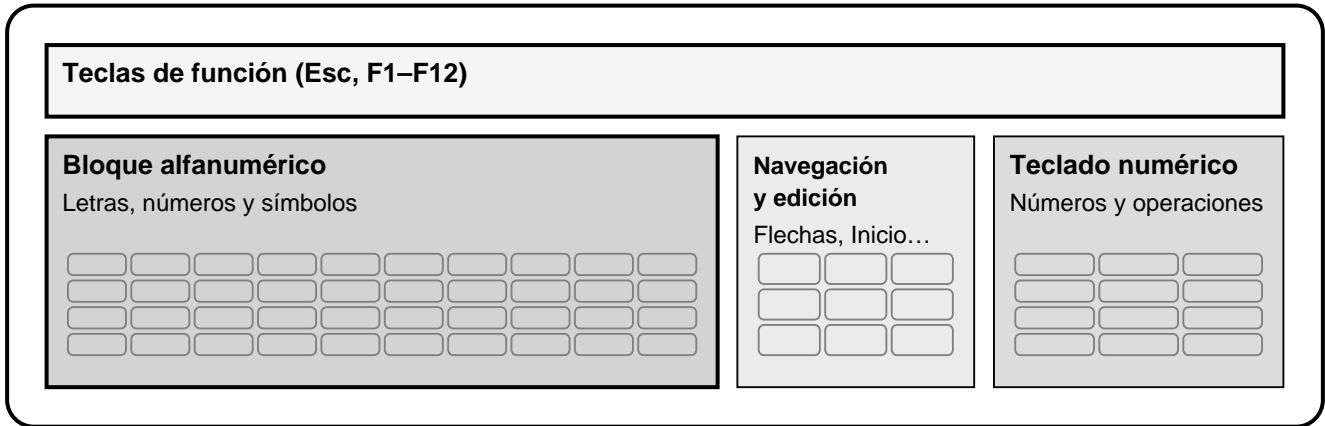 Teclas de función (Esc, F1–F12)
Bloque alfanumérico
Letras, números y símbolos
Navegación
y edición
Flechas, Inicio…
Teclado numérico
Números y operaciones